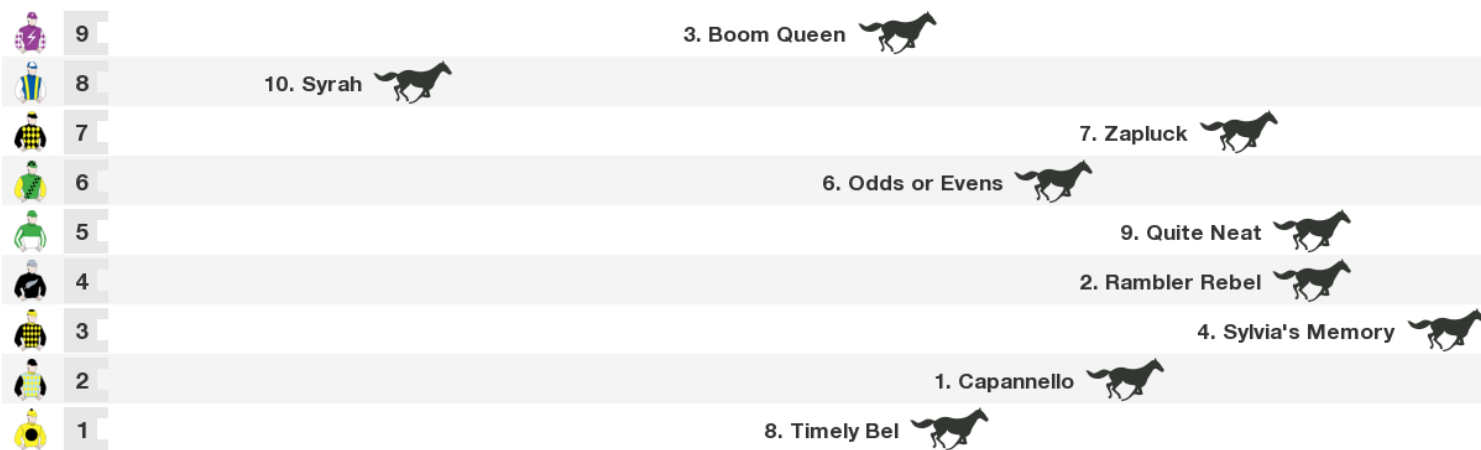 9 3. Boom Queen
8 10. Syrah
7 7. Zapluck
6 6. Odds or Evens
5 9. Quite Neat
4 2. Rambler Rebel
3 4. Sylvia's Memory
2 1. Capannello
1 8. Timely Bel